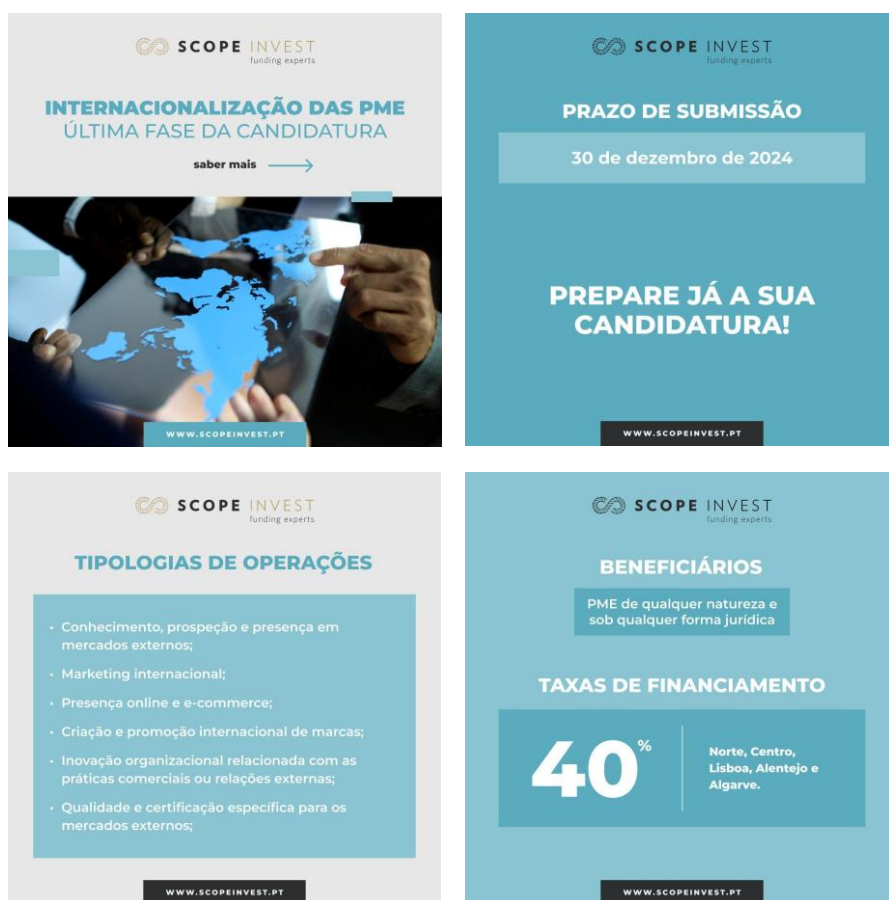 SCOPE INVEST
funding experts
INTERNACIONALIZAÇÃO DAS PME
ÚLTIMA FASE DA CANDIDATURA
saber mais
WWW.SCOPEINVEST.PT
SCOPE INVEST
funding experts
PRAZO DE SUBMISSÃO
30 de dezembro de 2024
PREPARE JÁ A SUA
CANDIDATURA!
WWW.SCOPEINVEST.PT
SCOPE INVEST
funding experts
TIPOLOGIAS DE OPERAÇÕES
• Conhecimento, prospeção e presença em
mercados externos;
• Marketing internacional;
• Presença online e e-commerce;
• Criação e promoção internacional de marcas;
• Inovação organizacional relacionada com as
práticas comerciais ou relações externas;
• Qualidade e certificação específica para os
mercados externos;
WWW.SCOPEINVEST.PT
SCOPE INVEST
funding experts
BENEFICIÁRIOS
PME de qualquer natureza e
sob qualquer forma jurídica
TAXAS DE FINANCIAMENTO
40%
Norte, Centro,
Lisboa, Alentejo e
Algarve.
WWW.SCOPEINVEST.PT